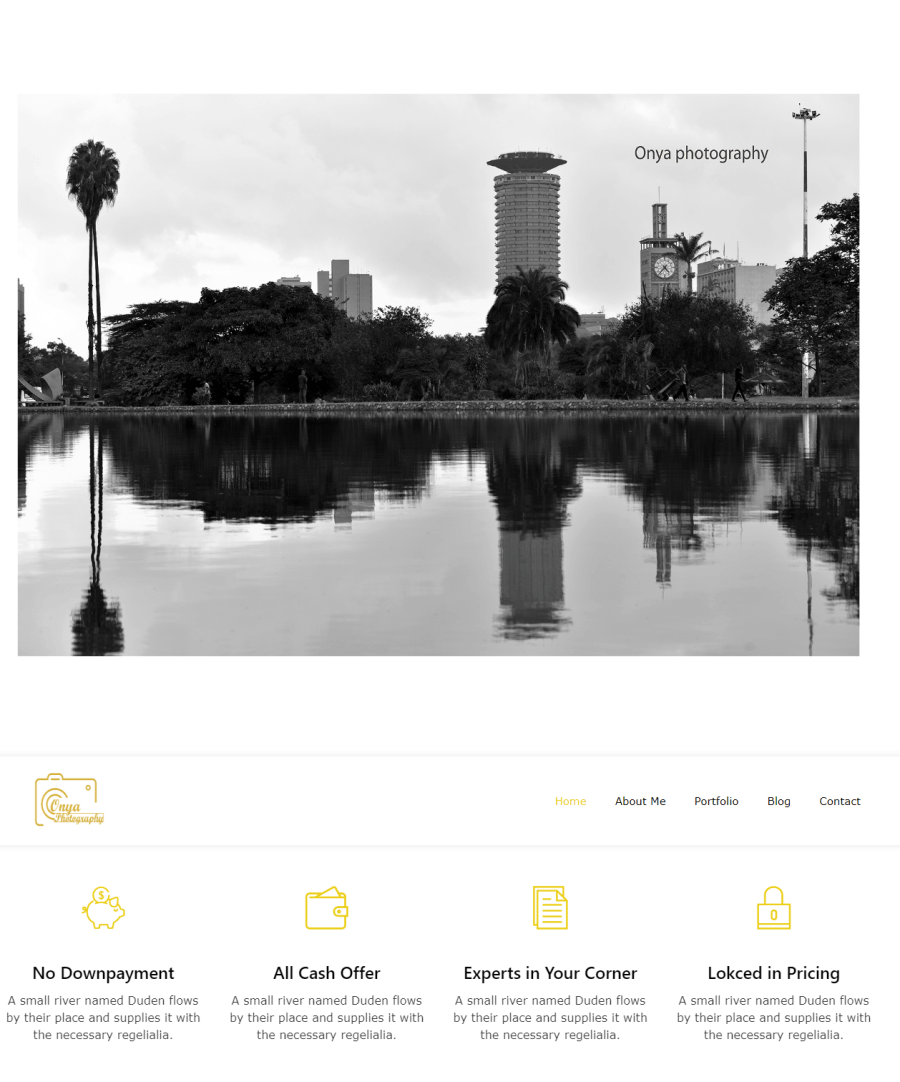 Onya photography
Onya
Photography
Home About Me Portfolio Blog Contact
$
No Downpayment All Cash Offer Experts in Your Corner Lokced in Pricing
A small river named Duden flows A small river named Duden flows A small river named Duden flows A small river named Duden flows
by their place and supplies it with by their place and supplies it with by their place and supplies it with by their place and supplies it with
the necessary regelialia. the necessary regelialia. the necessary regelialia. the necessary regelialia.